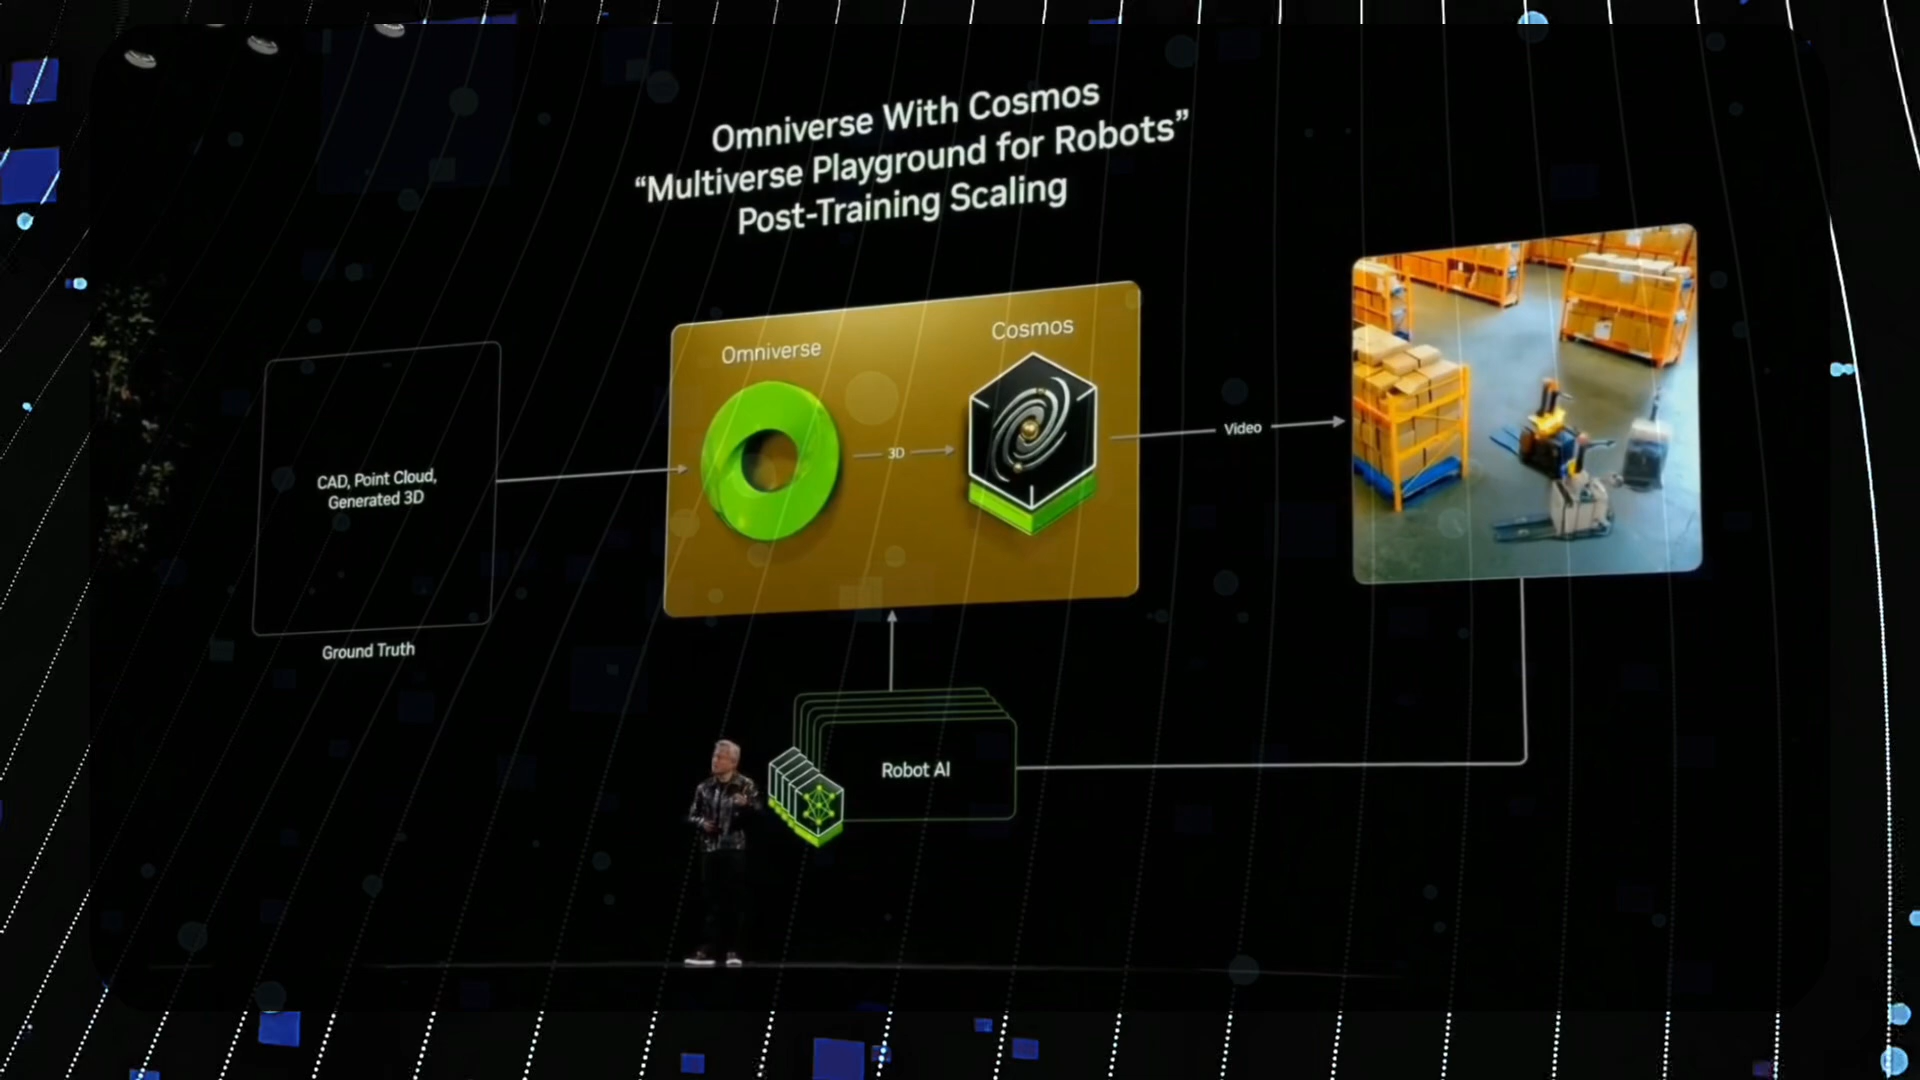 Omniverse With Cosmos
“Multiverse Playground for Robots”
Post-Training Scaling
Omniverse
Cosmos
3D
Video
CAD, Point Cloud,
Generated 3D
Ground Truth
Robot AI